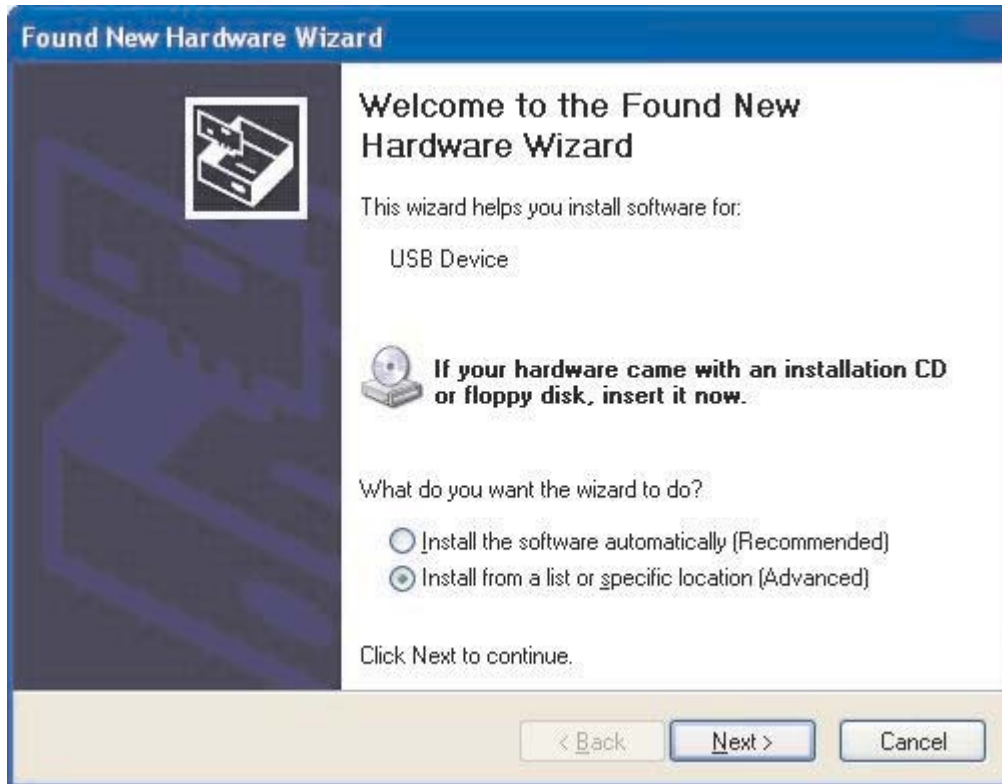 Found New Hardware Wizard
Welcome to the Found New
Hardware Wizard
This wizard helps you install software for:
USB Device
If your hardware came with an installation CD
or floppy disk, insert it now.
What do you want the wizard to do?
Install the software automatically (Recommended)
Install from a list or specific location (Advanced)
Click Next to continue.
< Back Next > Cancel